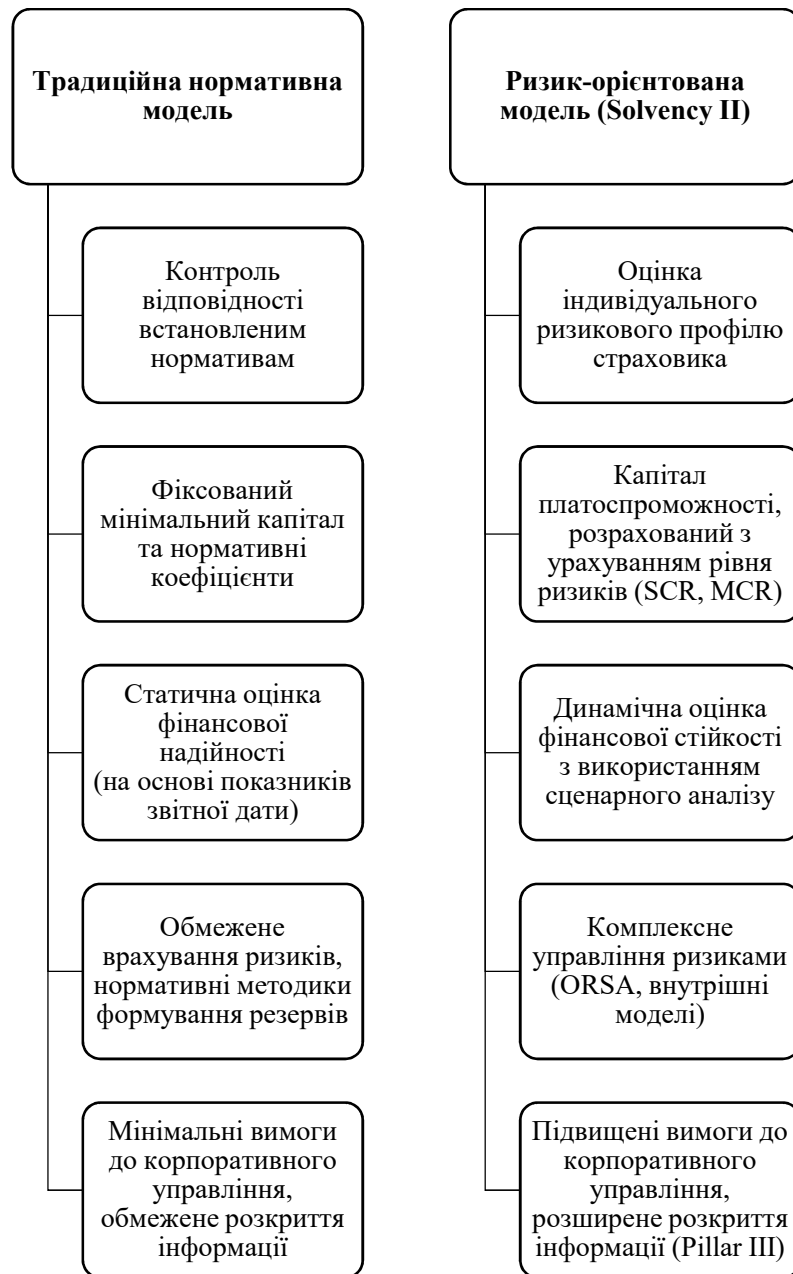 Традиційна нормативна
модель
Контроль
відповідності
встановленим
нормативам
Фіксований
мінімальний капітал
та нормативні
коефіцієнти
Статична оцінка
фінансової
надійності
(на основі показників
звітної дати)
Обмежене
врахування ризиків,
нормативні методики
формування резервів
Мінімальні вимоги
до корпоративного
управління,
обмежене розкриття
інформації
Ризик-орієнтована
модель (Solvency II)
Оцінка
індивідуального
ризикового профілю
страховика
Капітал
платоспроможності,
розрахований з
урахуванням рівня
ризиків (SCR, MCR)
Динамічна оцінка
фінансової стійкості
з використанням
сценарного аналізу
Комплексне
управління ризиками
(ORSA, внутрішні
моделі)
Підвищені вимоги до
корпоративного
управління,
розширене розкриття
інформації (Pillar III)